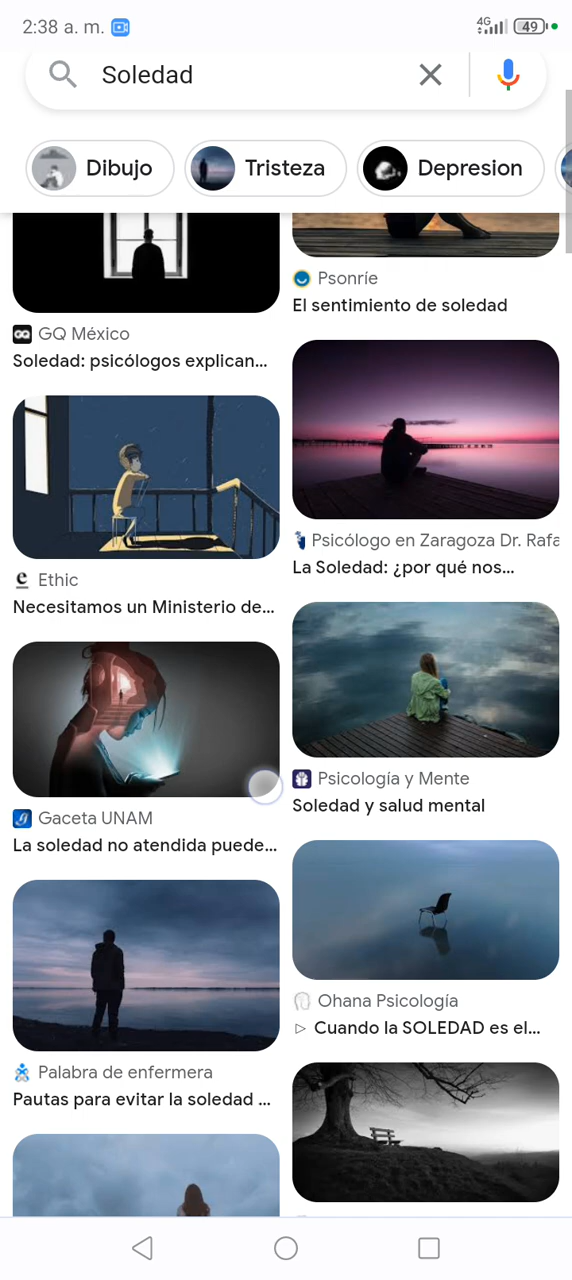 2:38 a. m.
4G
49
Soledad
Dibujo
Tristeza
Depresion
GQ México
Soledad: psicólogos explican...
Psonríe
El sentimiento de soledad
Ethic
Necesitamos un Ministerio de...
Psicólogo en Zaragoza Dr. Rafa
La Soledad: ¿por qué nos...
Gaceta UNAM
La soledad no atendida puede...
Psicología y Mente
Soledad y salud mental
Palabra de enfermera
Pautas para evitar la soledad ...
Ohana Psicología
Cuando la SOLEDAD es el...